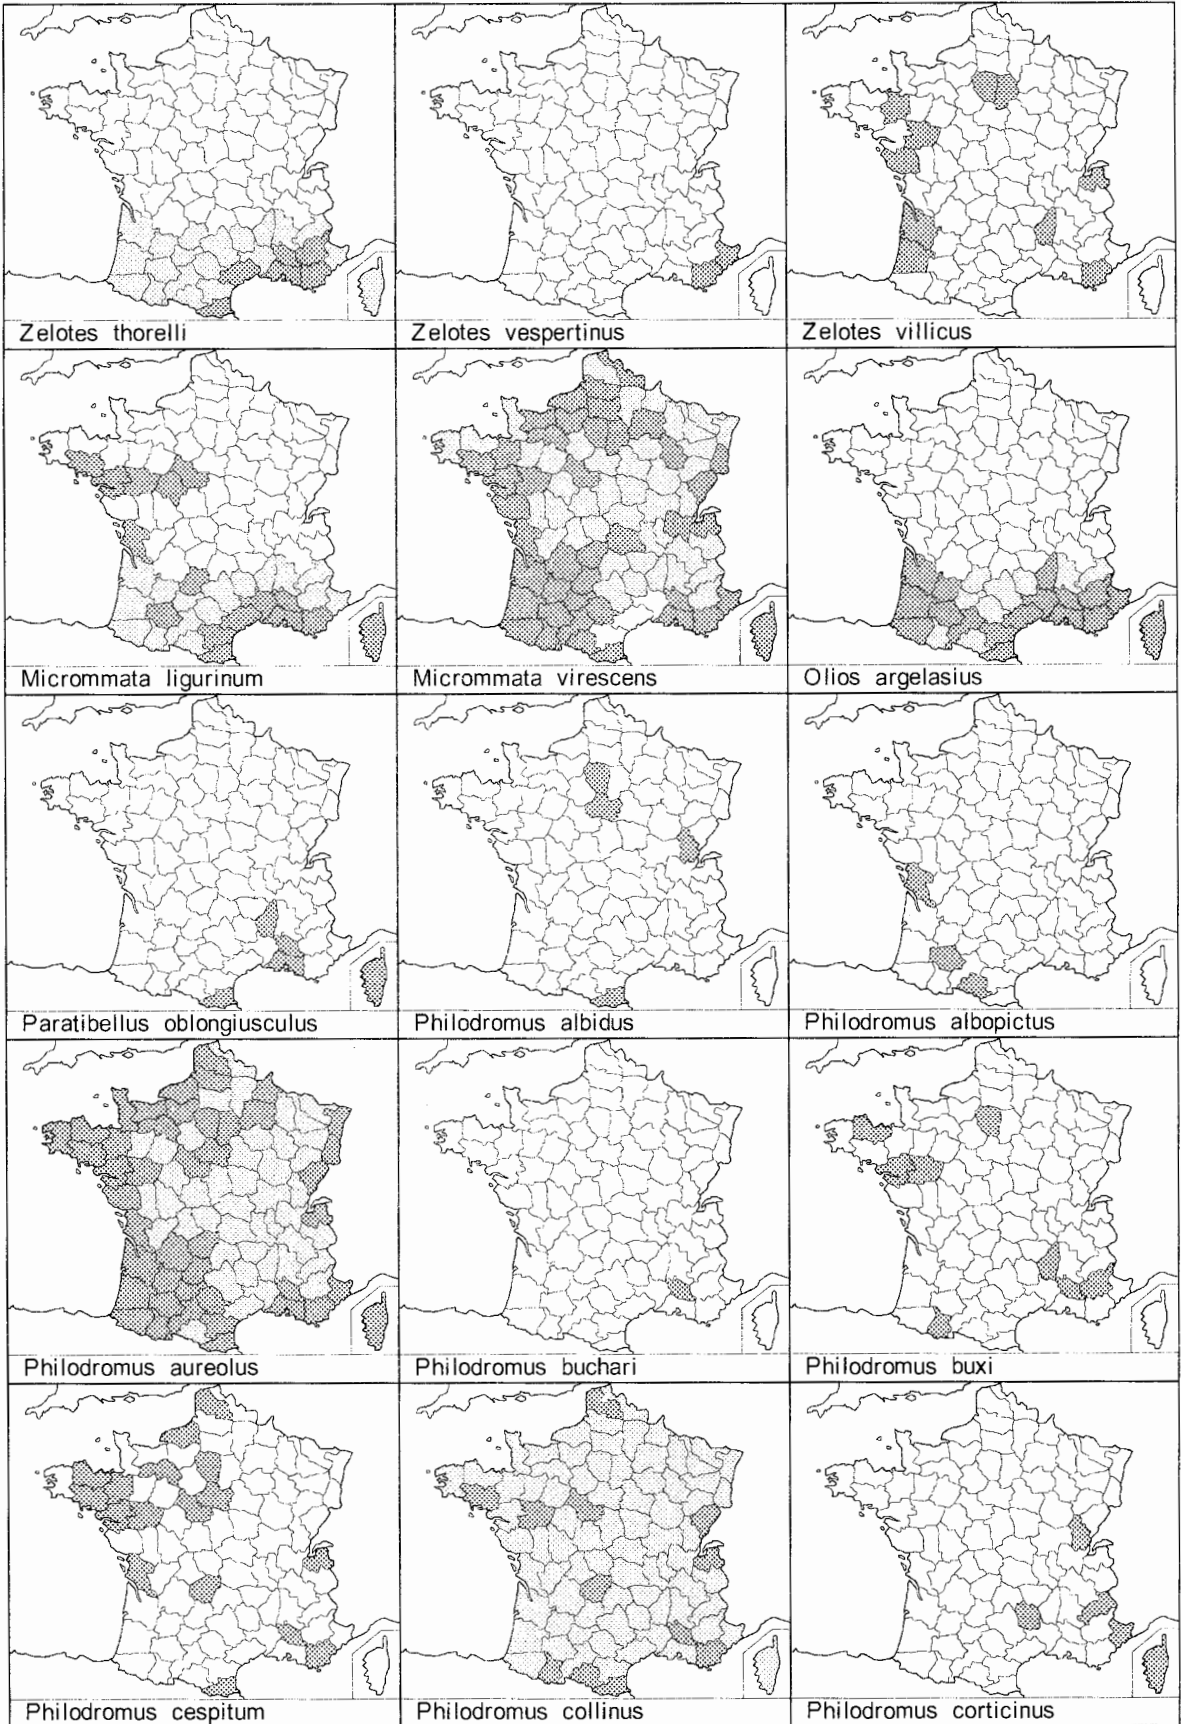 Zelotes thorelli
Zelotes vespertinus
Zelotes villicus
Micrommata ligurinum
Micrommata virescens
Olios argelasius
Paratibellus oblongiusculus
Philodromus albidus
Philodromus albopictus
Philodromus aureolus
Philodromus buchari
Philodromus buxi
Philodromus cespitum
Philodromus collinus
Philodromus corticinus